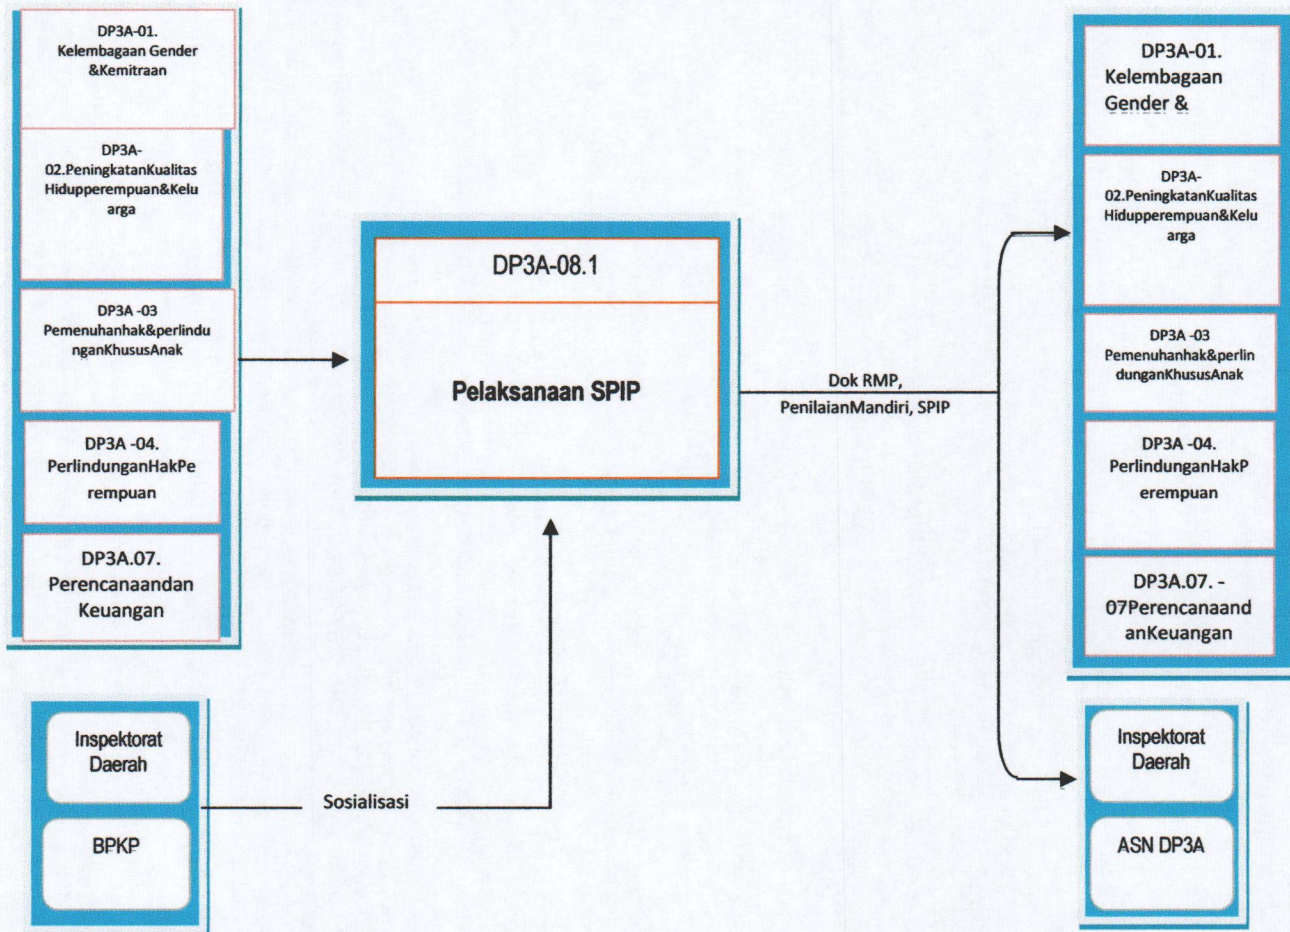 DP3A-01.
Kelembagaan Gender
&Kemitraan
DP3A-
02.PeningkatanKualitas
Hidupperempuan&Kelu
arga
DP3A -03
Pemenuhanhak&perlindu
nganKhususAnak
DP3A -04.
PerlindunganHakPe
rempuan
DP3A.07.
Perencanaandan
Keuangan
Inspektorat
Daerah
BPKP
Sosialisasi
DP3A-08.1
Pelaksanaan SPIP
Dok RMP,
PenilaianMandiri, SPIP
DP3A-01.
Kelembagaan
Gender &
DP3A-
02.PeningkatanKualitas
Hidupperempuan&Kelu
arga
DP3A -03
Pemenuhanhak&perlin
dunganKhususAnak
DP3A -04.
PerlindunganHakP
erempuan
DP3A.07. -
07Perencanaand
anKeuangan
Inspektorat
Daerah
ASN DP3A